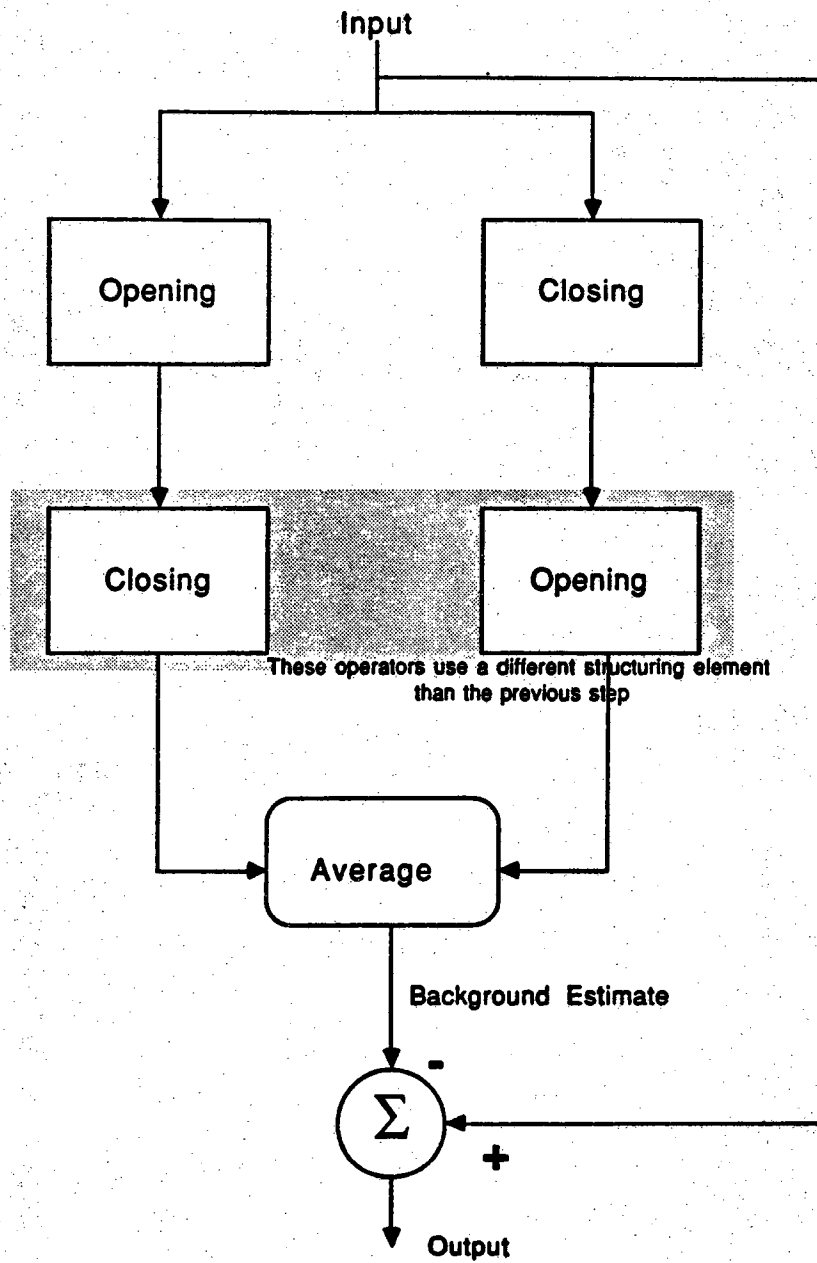 Input
Opening
Closing
Closing
Opening
These operators use a different structuring element
than the previous step
Average
Background Estimate
-
Σ
+
Output